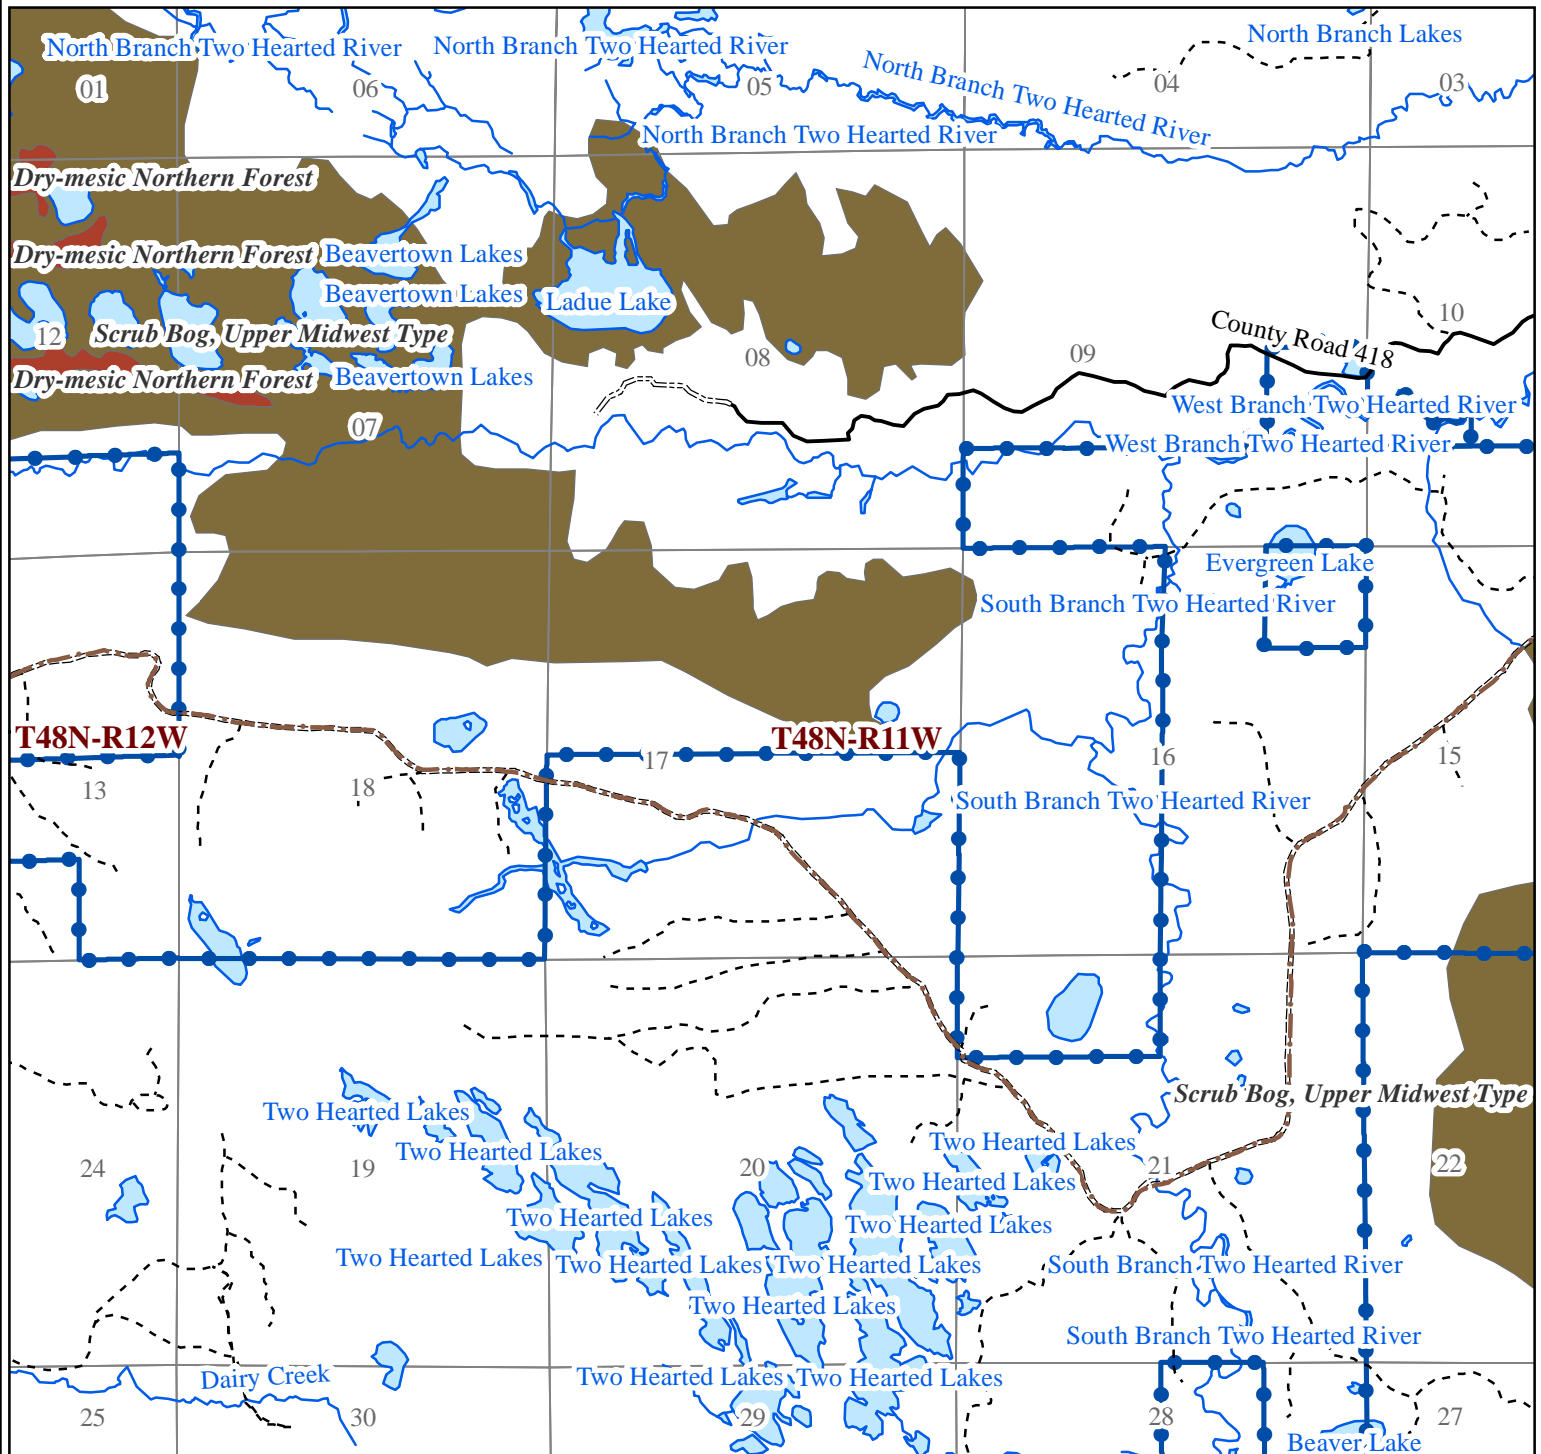 North Branch Lakes
North Branch Two Hearted River
North Branch Two Hearted River
North Branch Two Hearted River
01
06
05
04
03
North Branch Two Hearted River
Dry-mesic Northern Forest
Dry-mesic Northern Forest
Beavertown Lakes
Beavertown Lakes
Ladue Lake
12
Scrub Bog, Upper Midwest Type
08
09
County Road 418
10
Dry-mesic Northern Forest
Beavertown Lakes
West Branch Two Hearted River
07
West Branch Two Hearted River
Evergreen Lake
South Branch Two Hearted River
T48N-R12W
T48N-R11W
17
16
15
13
18
South Branch Two Hearted River
Scrub Bog, Upper Midwest Type
Two Hearted Lakes
Two Hearted Lakes
Two Hearted Lakes
24
19
20
21
22
Two Hearted Lakes
Two Hearted Lakes
Two Hearted Lakes
Two Hearted Lakes
Two Hearted Lakes
Two Hearted Lakes
South Branch Two Hearted River
Two Hearted Lakes
South Branch Two Hearted River
Dairy Creek
Two Hearted Lakes
Two Hearted Lakes
25
30
29
28
27
Beaver Lake